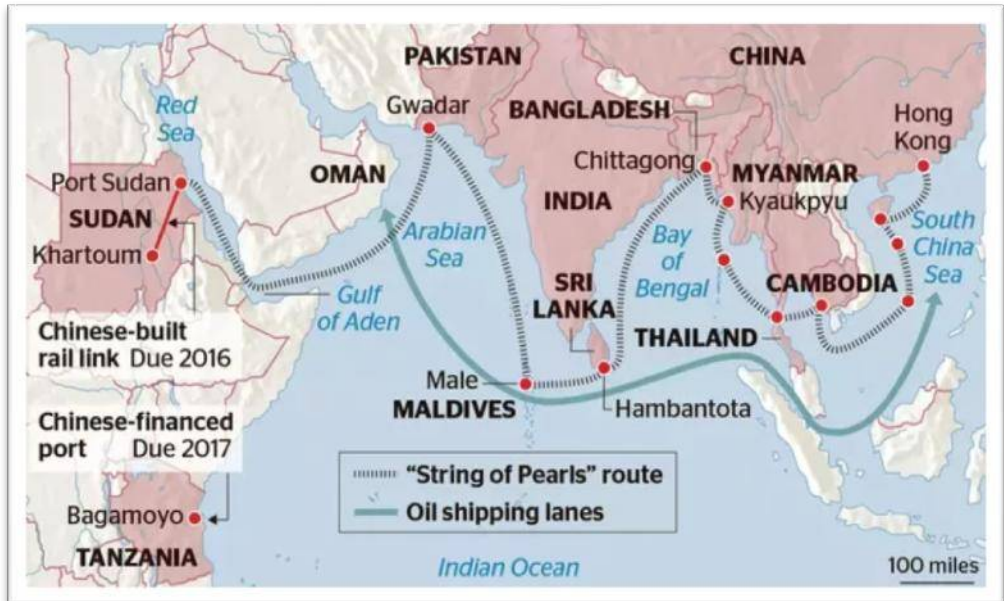 PAKISTAN
CHINA
Gwadar
BANGLADESH
Hong
Kong
Red
Sea
Chittagong
Port Sudan
OMAN
MYANMAR
INDIA
Kyaukpyu
SUDAN
Arabian
Sea
Bay
of
Bengal
South
China
Sea
Khartoum
SRI
LANKA
CAMBODIA
Gulf
of Aden
THAILAND
Chinese-built
rail link Due 2016
Male
MALDIVES
Hambantota
Chinese-financed
port Due 2017
"String of Pearls" route
Oil shipping lanes
Bagamoyo
TANZANIA
Indian Ocean
100 miles